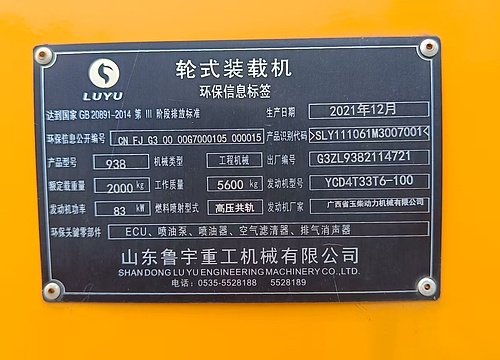 LUYU
轮式装载机
环保信息标签
达到国家 GB 20891-2014 第 III 阶段排放标准 生产日期 2021年12月
环保信息公开编号 CN FJ G3 00 00G7000105 000015 产品识别代码 >SLY111061M3007001<
产品型号 938 机械类型 工程机械 出厂编号 G3ZL9382114721
额定载重量 2000 kg 工作质量 5600 kg 发动机型号 YCD4T33T6-100
发动机功率 83 kW 燃料喷射型式 高压共轨 发动机厂家 广西省玉柴动力机械有限公司
环保关键零部件 ECU、喷油泵、喷油器、空气滤清器、排气消声器
山东鲁宇重工机械有限公司
SHAN DONG LU YU ENGINEERING MACHINERY CO.,LTD.
电话：0535-5528188 5528189